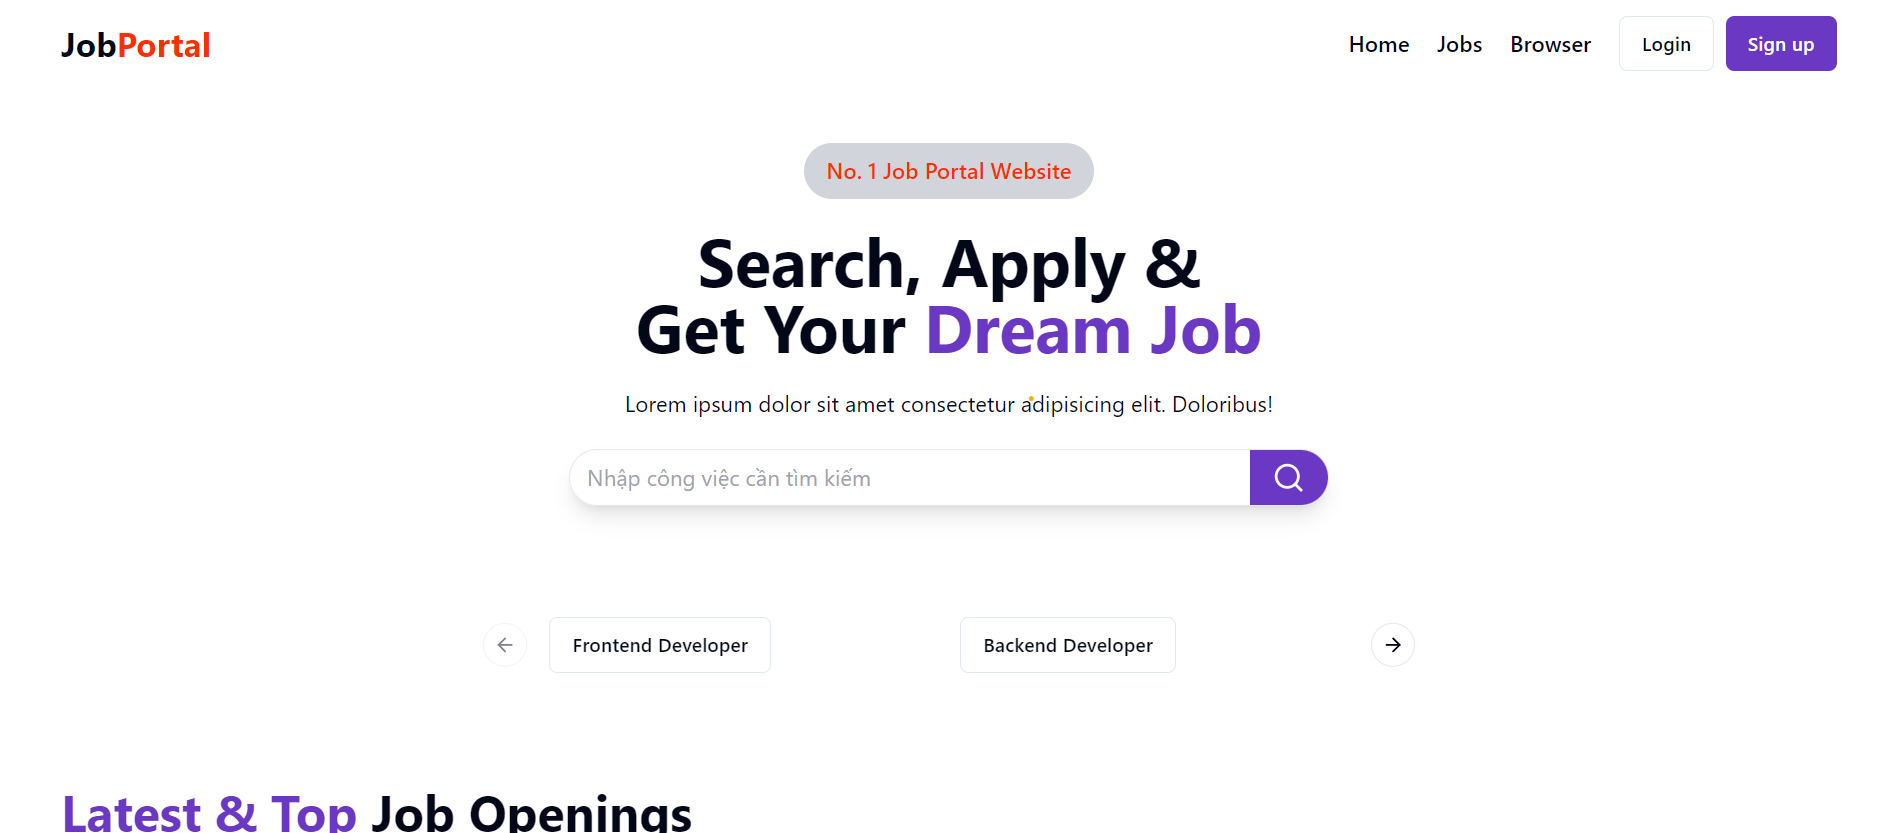 JobPortal
Home
Jobs
Browser
Login
Sign up
No. 1 Job Portal Website
Search, Apply &
Get Your Dream Job
Lorem ipsum dolor sit amet consectetur adipisicing elit. Doloribus!
Nhập công việc cần tìm kiếm
Frontend Developer
Backend Developer
Latest & Top Job Openings